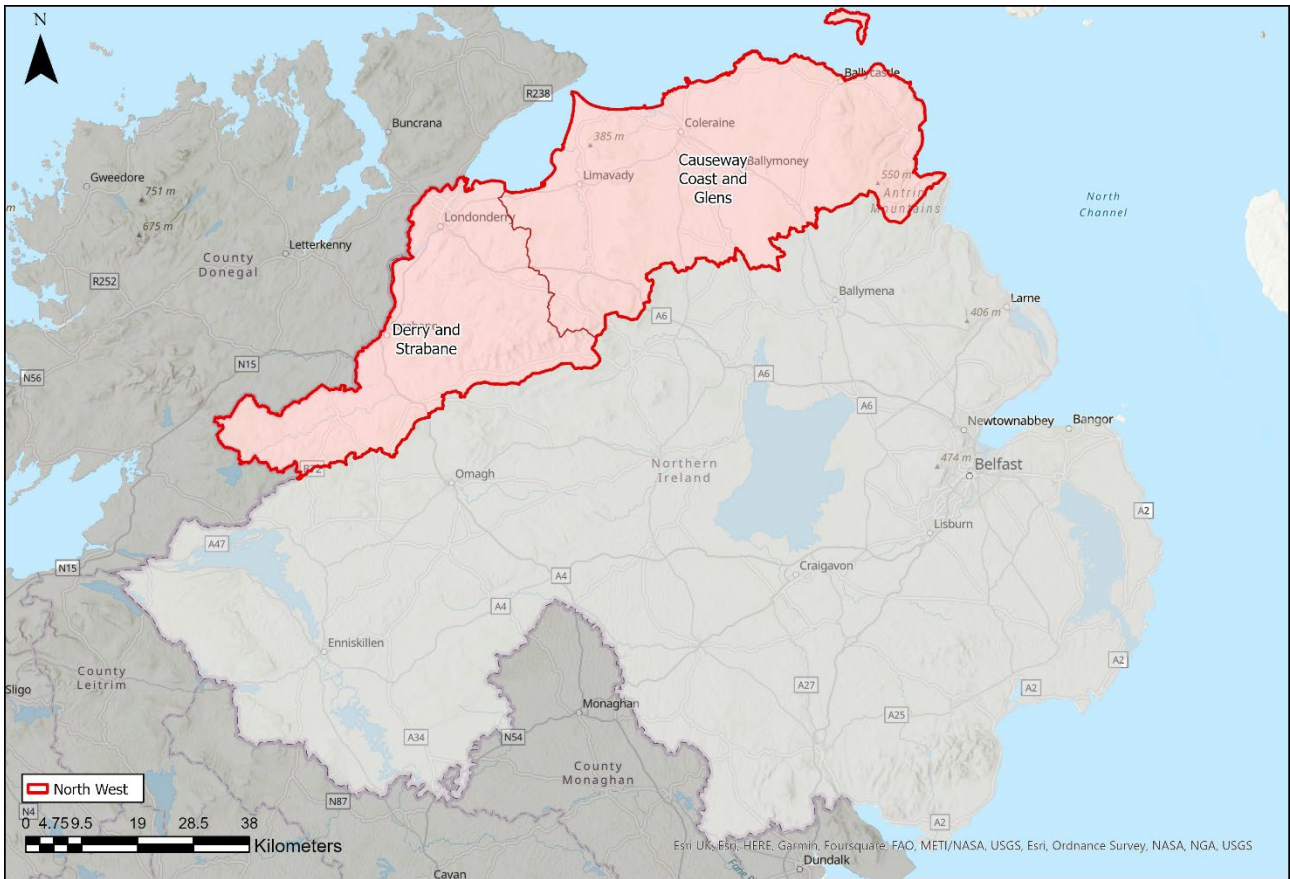 N
R238
Ballycastle
Buncrana
Coleraine
385 m
Causeway
Coast and
Glens
Ballymoney
Gweedore
751 m
550 m
Limavady
Antrim
Mountains
North
Channel
675 m
Londonderry
Letterkenny
County
Donegal
R252
Ballymena
Larne
A6
406 m
Derry and
Strabane
N15
N56
A6
A6
Newtownabbey
Bangor
Northern
Ireland
474 m
Belfast
Omagh
A2
Lisburn
A47
N15
A4
Craigavon
A4
Enniskillen
County
Leitrim
A2
Sligo
A27
A2
Monaghan
A25
A34
N54
County
Monaghan
North West
N87
N4
0 4.75 9.5 19 28.5 38
Kilometers
A2
Esri UK, Esri, HERE, Garmin, Foursquare, FAO, METI/NASA, USGS, Esri, Ordnance Survey, NASA, NGA, USGS
Dundalk
Cavan